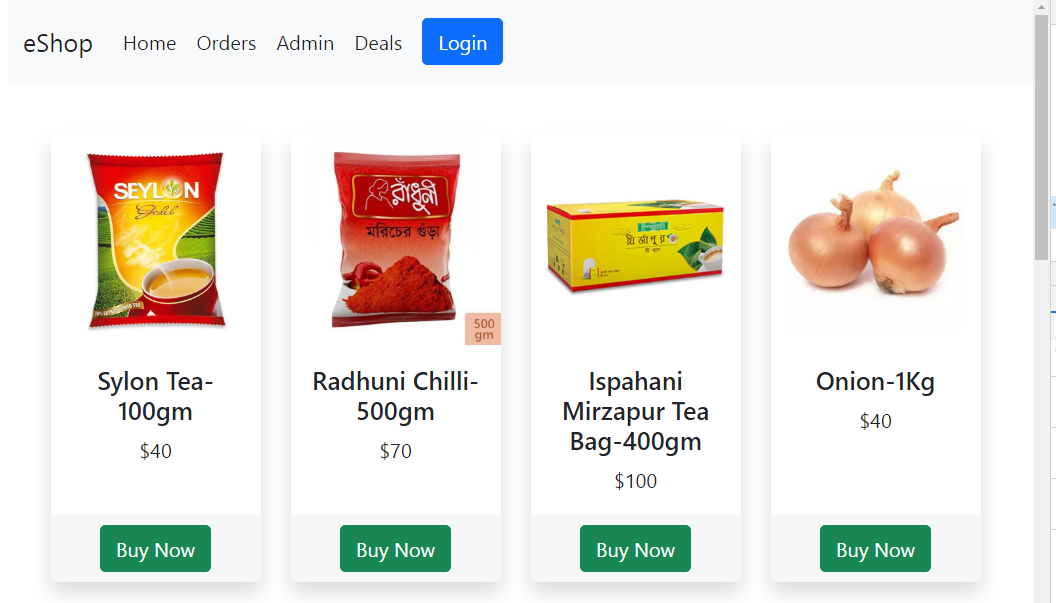 eShop Home Orders Admin Deals Login
SEYLON
Gold
রাঁধুনী
মরিচের গুঁড়া
500
gm
মির্জাপুর
Sylon Tea-
100gm
$40
Buy Now
Radhuni Chilli-
500gm
$70
Buy Now
Ispahani
Mirzapur Tea
Bag-400gm
$100
Buy Now
Onion-1Kg
$40
Buy Now